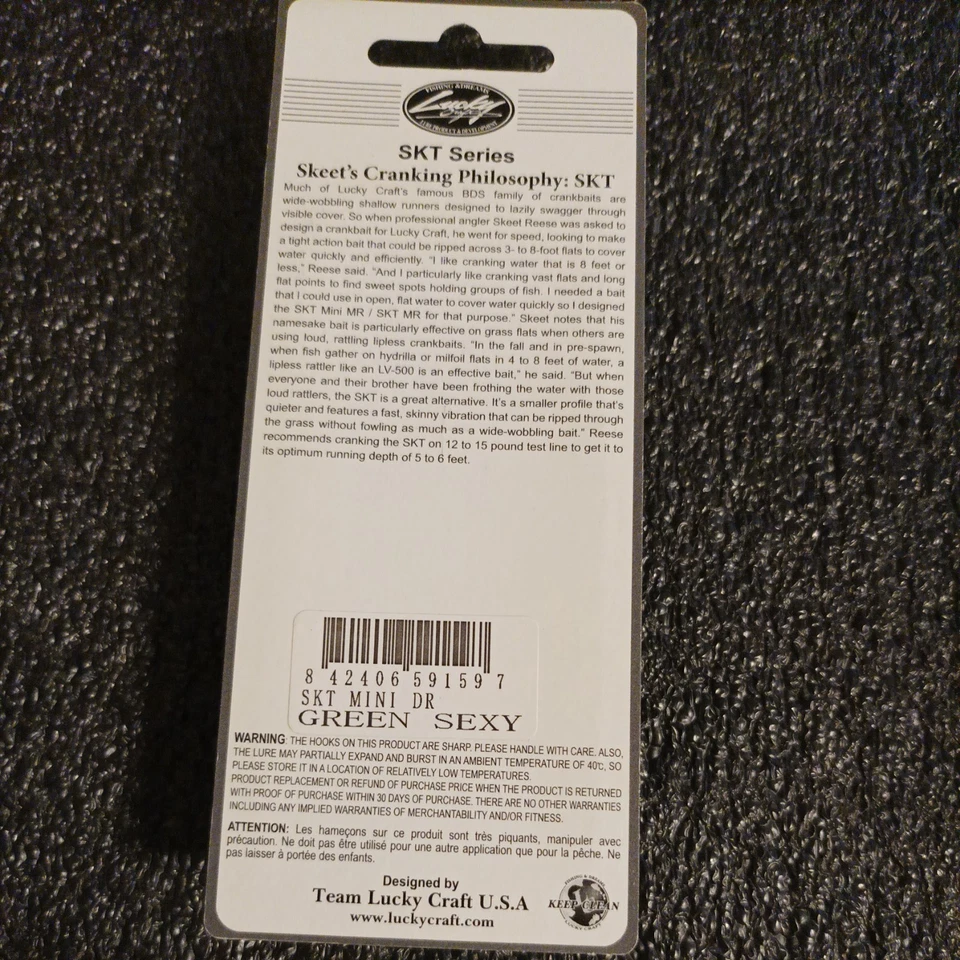 FISHING & DREAMS
Lucky
Craft
SKT Series
Skeet's Cranking Philosophy: SKT
Much of Lucky Craft's famous BDS family of crankbaits are
wide-wobbling shallow runners designed to lazily swagger through
visible cover. So when professional angler Skeet Reese was asked to
design a crankbait for Lucky Craft, he went for speed, looking to make
a tight action bait that could be ripped across 3- to 8-foot flats to cover
water quickly and efficiently. "I like cranking water that is 8 feet or
less," Reese said. "And I particularly like cranking vast flats and long
flat points to find sweet spots holding groups of fish. I needed a bait
that I could use in open, flat water to cover water quickly so I designed
the SKT Mini MR / SKT MR for that purpose." Skeet notes that his
namesake bait is particularly effective on grass flats when others are
using loud, rattling lipless crankbaits. "In the fall and in pre-spawn,
when fish gather on hydrilla or milfoil flats in 4 to 8 feet of water, a
lipless rattler like an LV-500 is an effective bait," he said. "But when
everyone and their brother have been frothing the water with those
loud rattlers, the SKT is a great alternative. It's a smaller profile that's
quieter and features a fast, skinny vibration that can be ripped through
the grass without fowling as much as a wide-wobbling bait." Reese
recommends cranking the SKT on 12 to 15 pound test line to get it to
its optimum running depth of 5 to 6 feet.
8 42406 59159 7
SKT MINI DR
GREEN SEXY
WARNING: THE HOOKS ON THIS PRODUCT ARE SHARP. PLEASE HANDLE WITH CARE. ALSO,
THE LURE MAY PARTIALLY EXPAND AND BURST IN AN AMBIENT TEMPERATURE OF 40℃, SO
PLEASE STORE IT IN A LOCATION OF RELATIVELY LOW TEMPERATURES.
PRODUCT REPLACEMENT OR REFUND OF PURCHASE PRICE WHEN THE PRODUCT IS RETURNED
WITH PROOF OF PURCHASE WITHIN 30 DAYS OF PURCHASE. THERE ARE NO OTHER WARRANTIES
INCLUDING ANY IMPLIED WARRANTIES OF MERCHANTABILITY AND/OR FITNESS.
ATTENTION: Les hameçons sur ce produit sont très piquants, manipuler avec
précaution. Ne doit pas être utilisé pour une autre application que pour la pêche. Ne
pas laisser à portée des enfants.
Designed by
Team Lucky Craft U.S.A
www.luckycraft.com
FISHING & DREAMS
KEEP CLEAN
LUCKY CRAFT